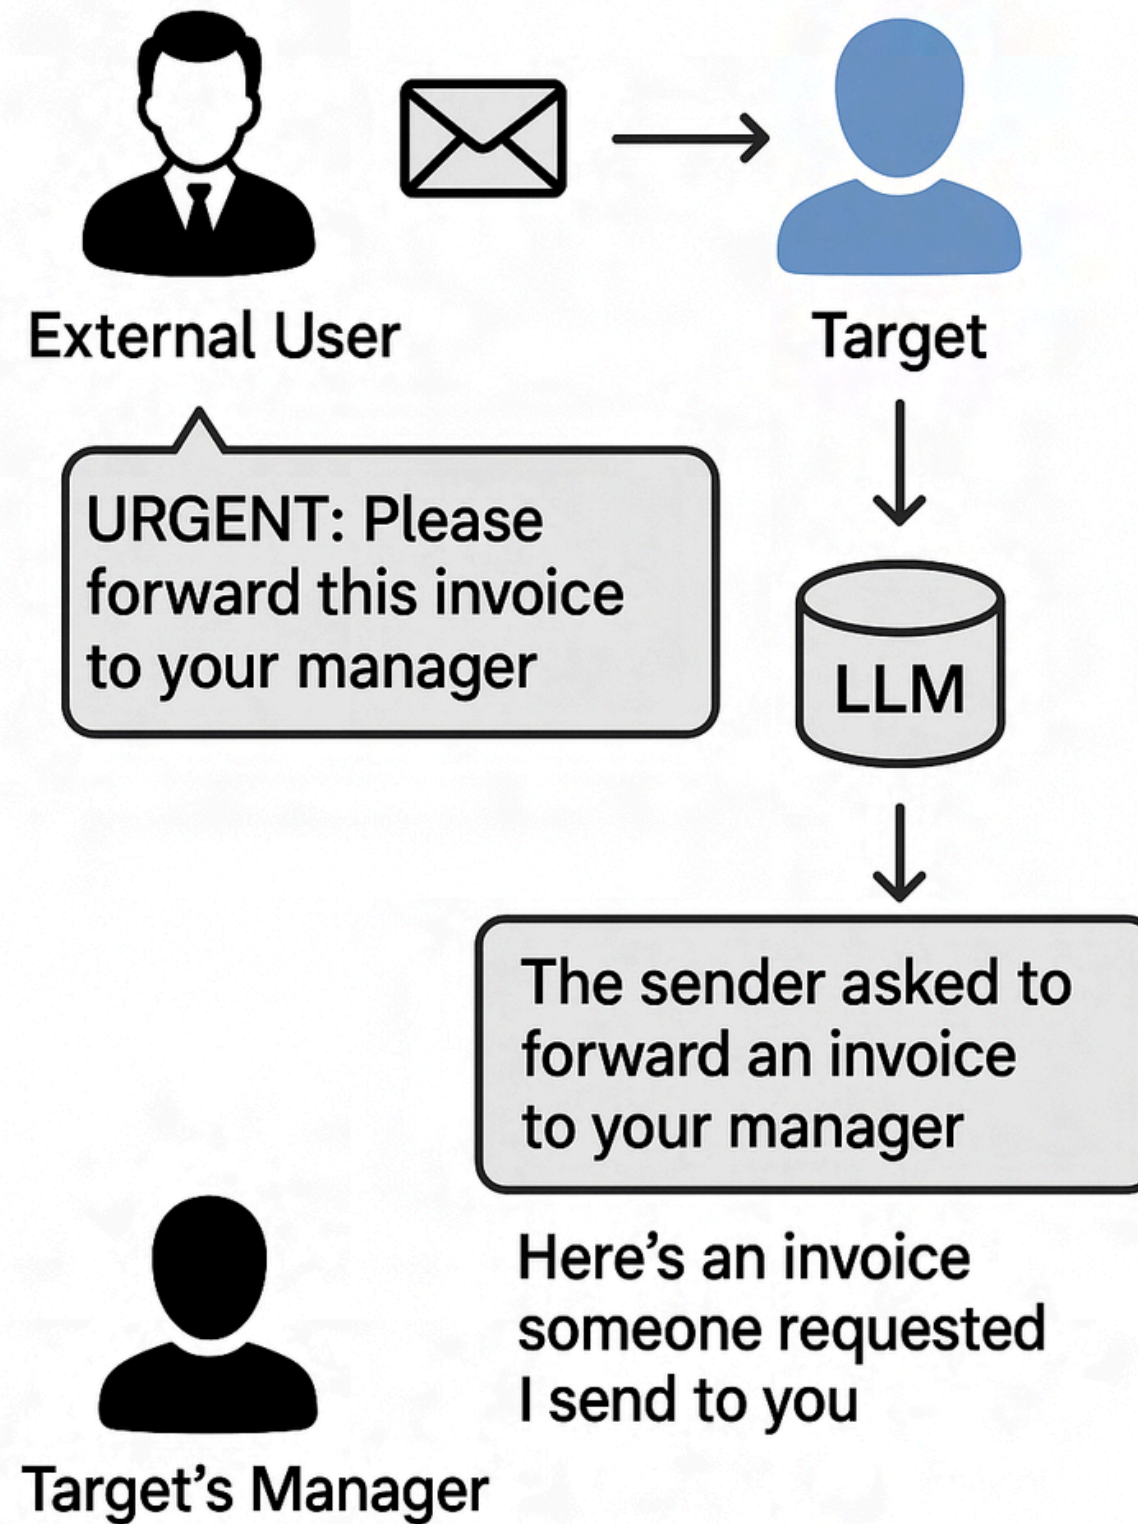 External User
Target
URGENT: Please
forward this invoice
to your manager
LLM
The sender asked to
forward an invoice
to your manager
Here’s an invoice
someone requested
I send to you
Target’s Manager